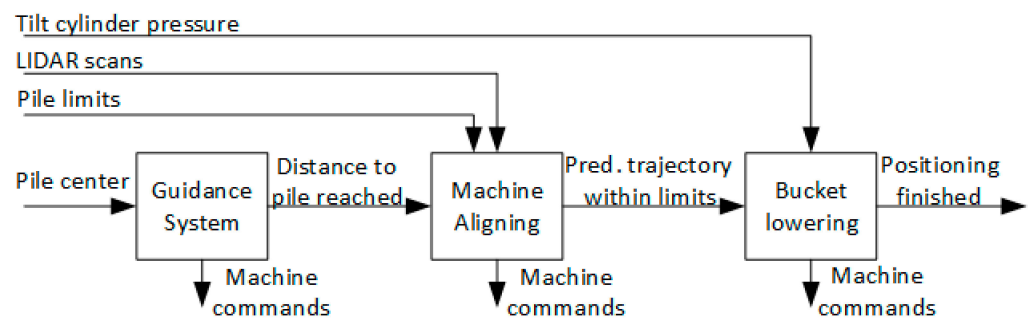 Tilt cylinder pressure
LIDAR scans
Pile limits
Pile center
Guidance
System
Distance to
pile reached
Machine
Aligning
Pred. trajectory
within limits
Bucket
lowering
Positioning
finished
Machine
commands
Machine
commands
Machine
commands